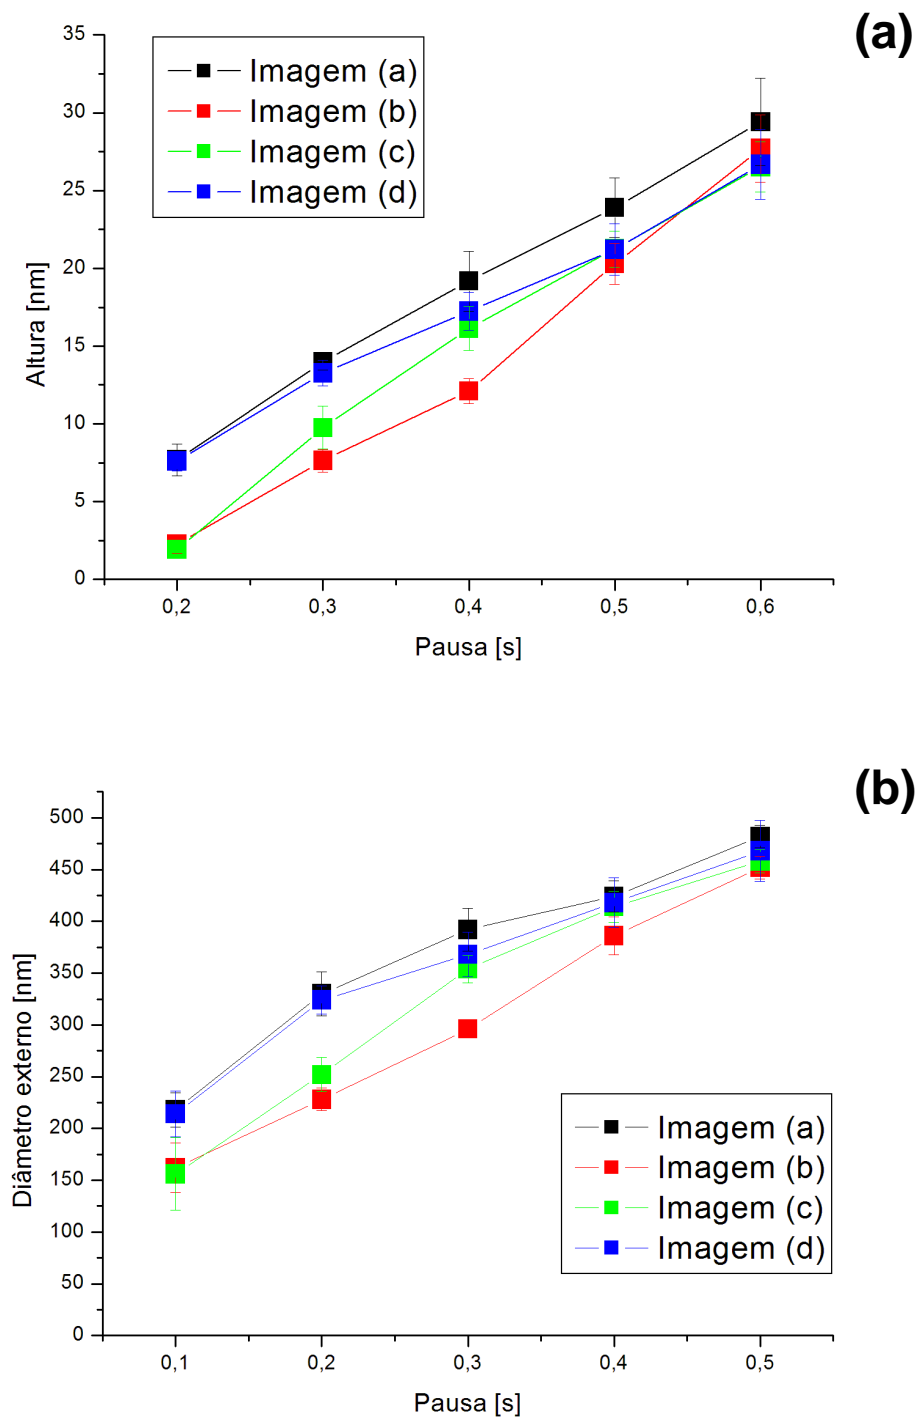 (a)
35
30
25
20
15
10
5
0
Altura [nm]
Imagem (a)
Imagem (b)
Imagem (c)
Imagem (d)
0,2 0,3 0,4 0,5 0,6
Pausa [s]
(b)
500
450
400
350
300
250
200
150
100
50
0
Diâmetro externo [nm]
Imagem (a)
Imagem (b)
Imagem (c)
Imagem (d)
0,1 0,2 0,3 0,4 0,5
Pausa [s]